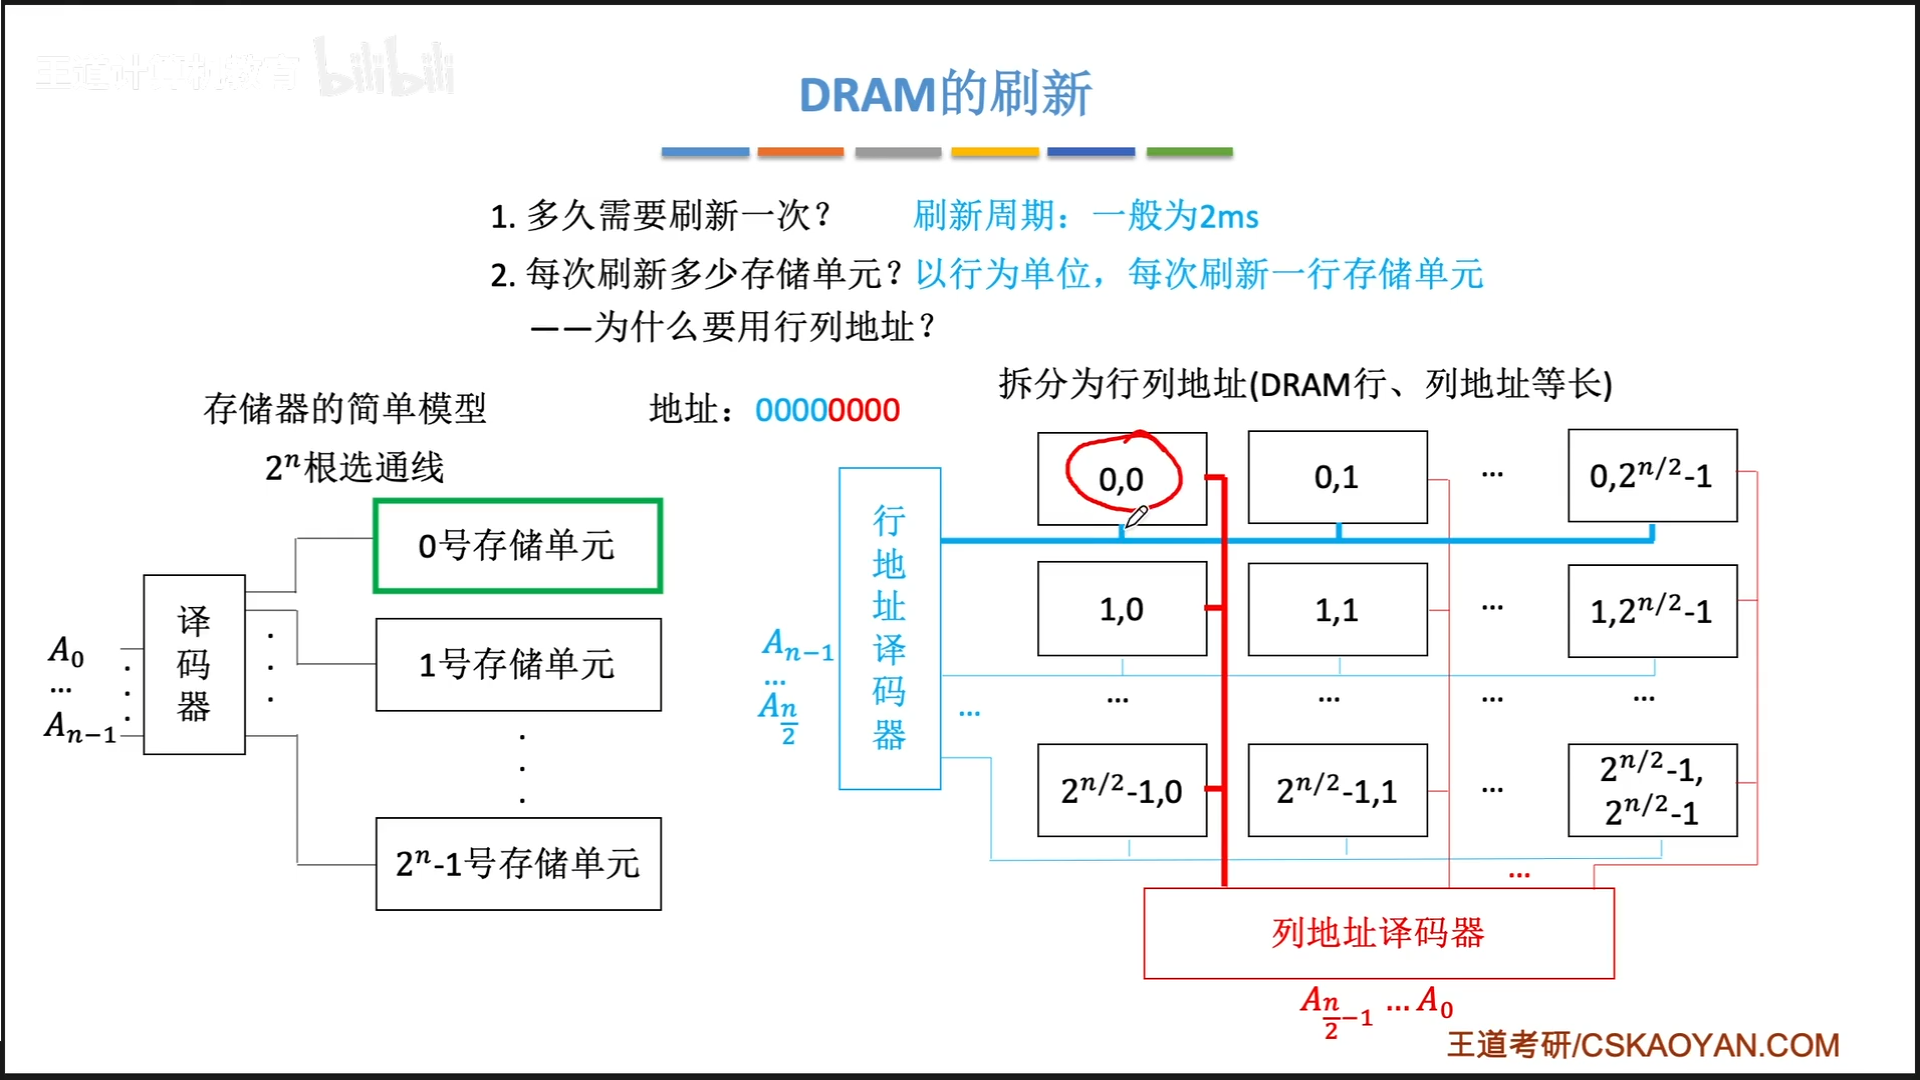 王道计算机教育 bilibili
DRAM的刷新
1. 多久需要刷新一次？ 刷新周期：一般为2ms
2. 每次刷新多少存储单元？以行为单位，每次刷新一行存储单元
——为什么要用行列地址？
存储器的简单模型
2ⁿ根选通线
A₀
...
Aₙ₋₁
译码器
0号存储单元
1号存储单元
2ⁿ-1号存储单元
地址：00000000
拆分为行列地址(DRAM行、列地址等长)
Aₙ₋₁
...
A_{n/2}
行地址译码器
0,0 0,1 ... 0,2^{n/2}-1
1,0 1,1 ... 1,2^{n/2}-1
... ... ... ... ...
2^{n/2}-1,0 2^{n/2}-1,1 ... 2^{n/2}-1,
2^{n/2}-1
...
列地址译码器
A_{n/2-1} ...A₀
王道考研/CSKAOYAN.COM